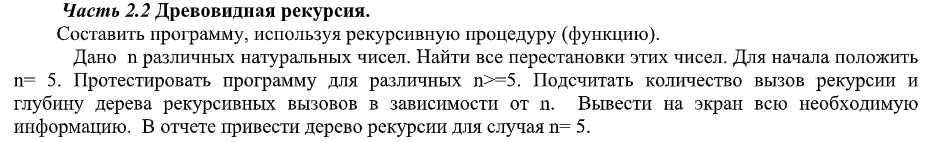 Часть 2.2 Древовидная рекурсия.
Составить программу, используя рекурсивную процедуру (функцию).
Дано n различных натуральных чисел. Найти все перестановки этих чисел. Для начала положить
n= 5. Протестировать программу для различных n>=5. Подсчитать количество вызов рекурсии и
глубину дерева рекурсивных вызовов в зависимости от n. Вывести на экран всю необходимую
информацию. В отчете привести дерево рекурсии для случая n= 5.